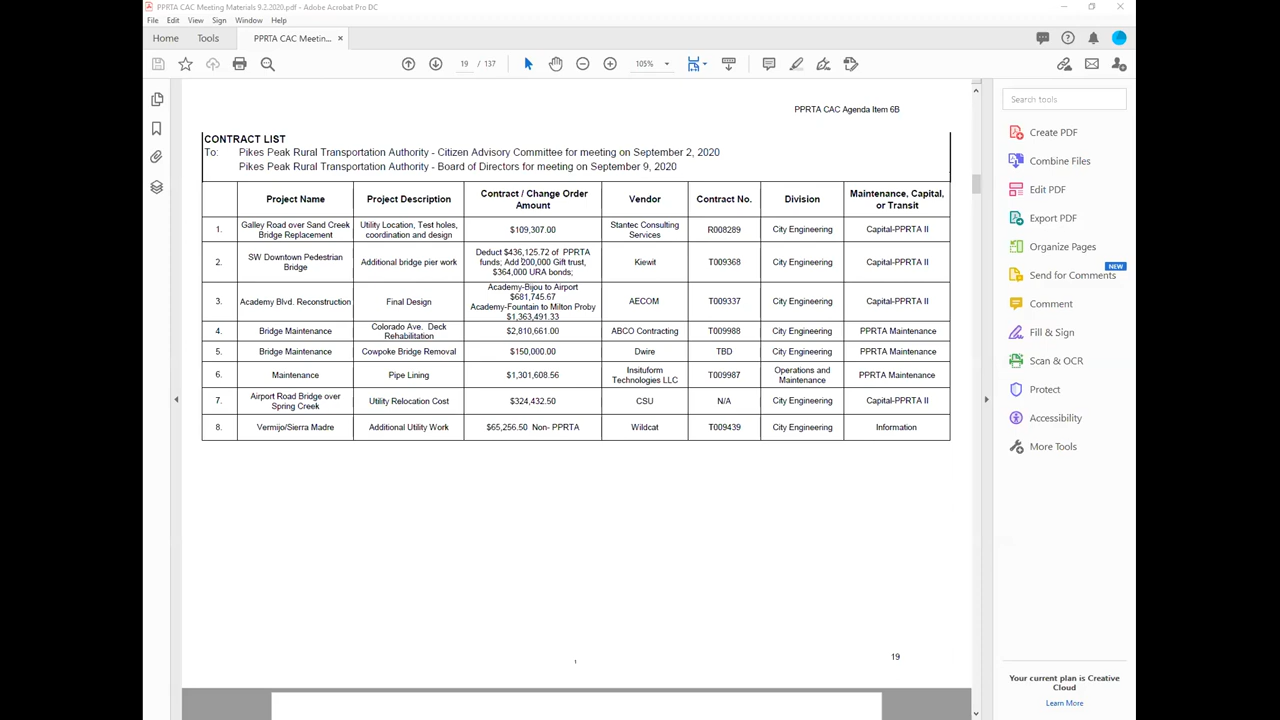 PPRTA CAC Meeting Materials 9.2.2020.pdf - Adobe Acrobat Pro DC
File Edit View Sign Window Help
Home Tools PPRTA CAC Meetin... ×
19 / 137 105%
PPRTA CAC Agenda Item 6B
CONTRACT LIST
To: Pikes Peak Rural Transportation Authority - Citizen Advisory Committee for meeting on September 2, 2020
Pikes Peak Rural Transportation Authority - Board of Directors for meeting on September 9, 2020
Project Name Project Description Contract / Change Order Amount Vendor Contract No. Division Maintenance, Capital, or Transit
1. Galley Road over Sand Creek Bridge Replacement Utility Location, Test holes, coordination and design $109,307.00 Stantec Consulting Services R008289 City Engineering Capital-PPRTA II
2. SW Downtown Pedestrian Bridge Additional bridge pier work Deduct $436,125.72 of PPRTA funds; Add 200,000 Gift trust, $364,000 URA bonds; Kiewit T009368 City Engineering Capital-PPRTA II
3. Academy Blvd. Reconstruction Final Design Academy-Bijou to Airport $681,745.67 Academy-Fountain to Milton Proby $1,363,491.33 AECOM T009337 City Engineering Capital-PPRTA II
4. Bridge Maintenance Colorado Ave. Deck Rehabilitation $2,810,661.00 ABCO Contracting T009988 City Engineering PPRTA Maintenance
5. Bridge Maintenance Cowpoke Bridge Removal $150,000.00 Dwire TBD City Engineering PPRTA Maintenance
6. Maintenance Pipe Lining $1,301,608.56 Insituform Technologies LLC T009987 Operations and Maintenance PPRTA Maintenance
7. Airport Road Bridge over Spring Creek Utility Relocation Cost $324,432.50 CSU N/A City Engineering Capital-PPRTA II
8. Vermijo/Sierra Madre Additional Utility Work $65,256.50 Non- PPRTA Wildcat T009439 City Engineering Information
1
19
Search tools
Create PDF
Combine Files
Edit PDF
Export PDF
Organize Pages
NEW
Send for Comments
Comment
Fill & Sign
Scan & OCR
Protect
Accessibility
More Tools
Your current plan is Creative
Cloud
Learn More